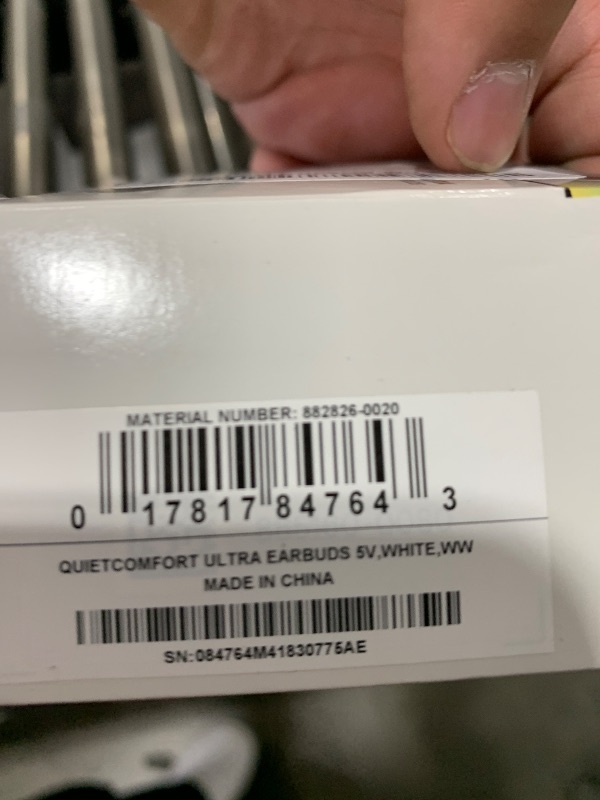 MATERIAL NUMBER: 882826-0020
0 17817 84764 3
QUIETCOMFORT ULTRA EARBUDS 5V,WHITE,WW
MADE IN CHINA
SN:084764M41830775AE